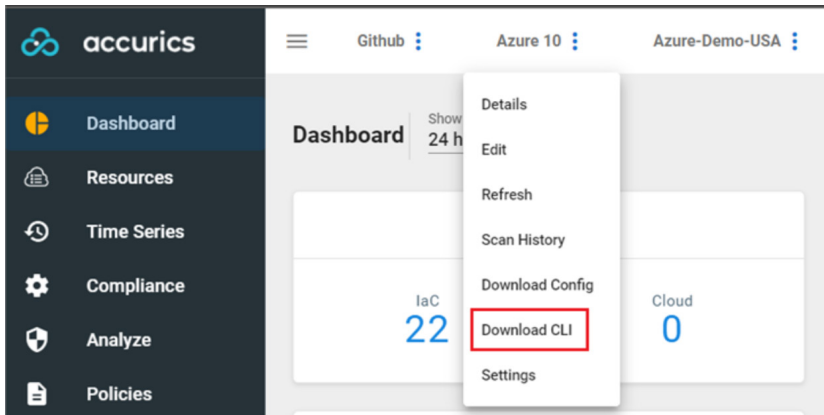 accurics
Github
Azure 10
Azure-Demo-USA
Dashboard
Resources
Time Series
Compliance
Analyze
Policies
Dashboard
Show
24 h
Details
Edit
Refresh
Scan History
Download Config
Download CLI
Settings
IaC
22
Cloud
0